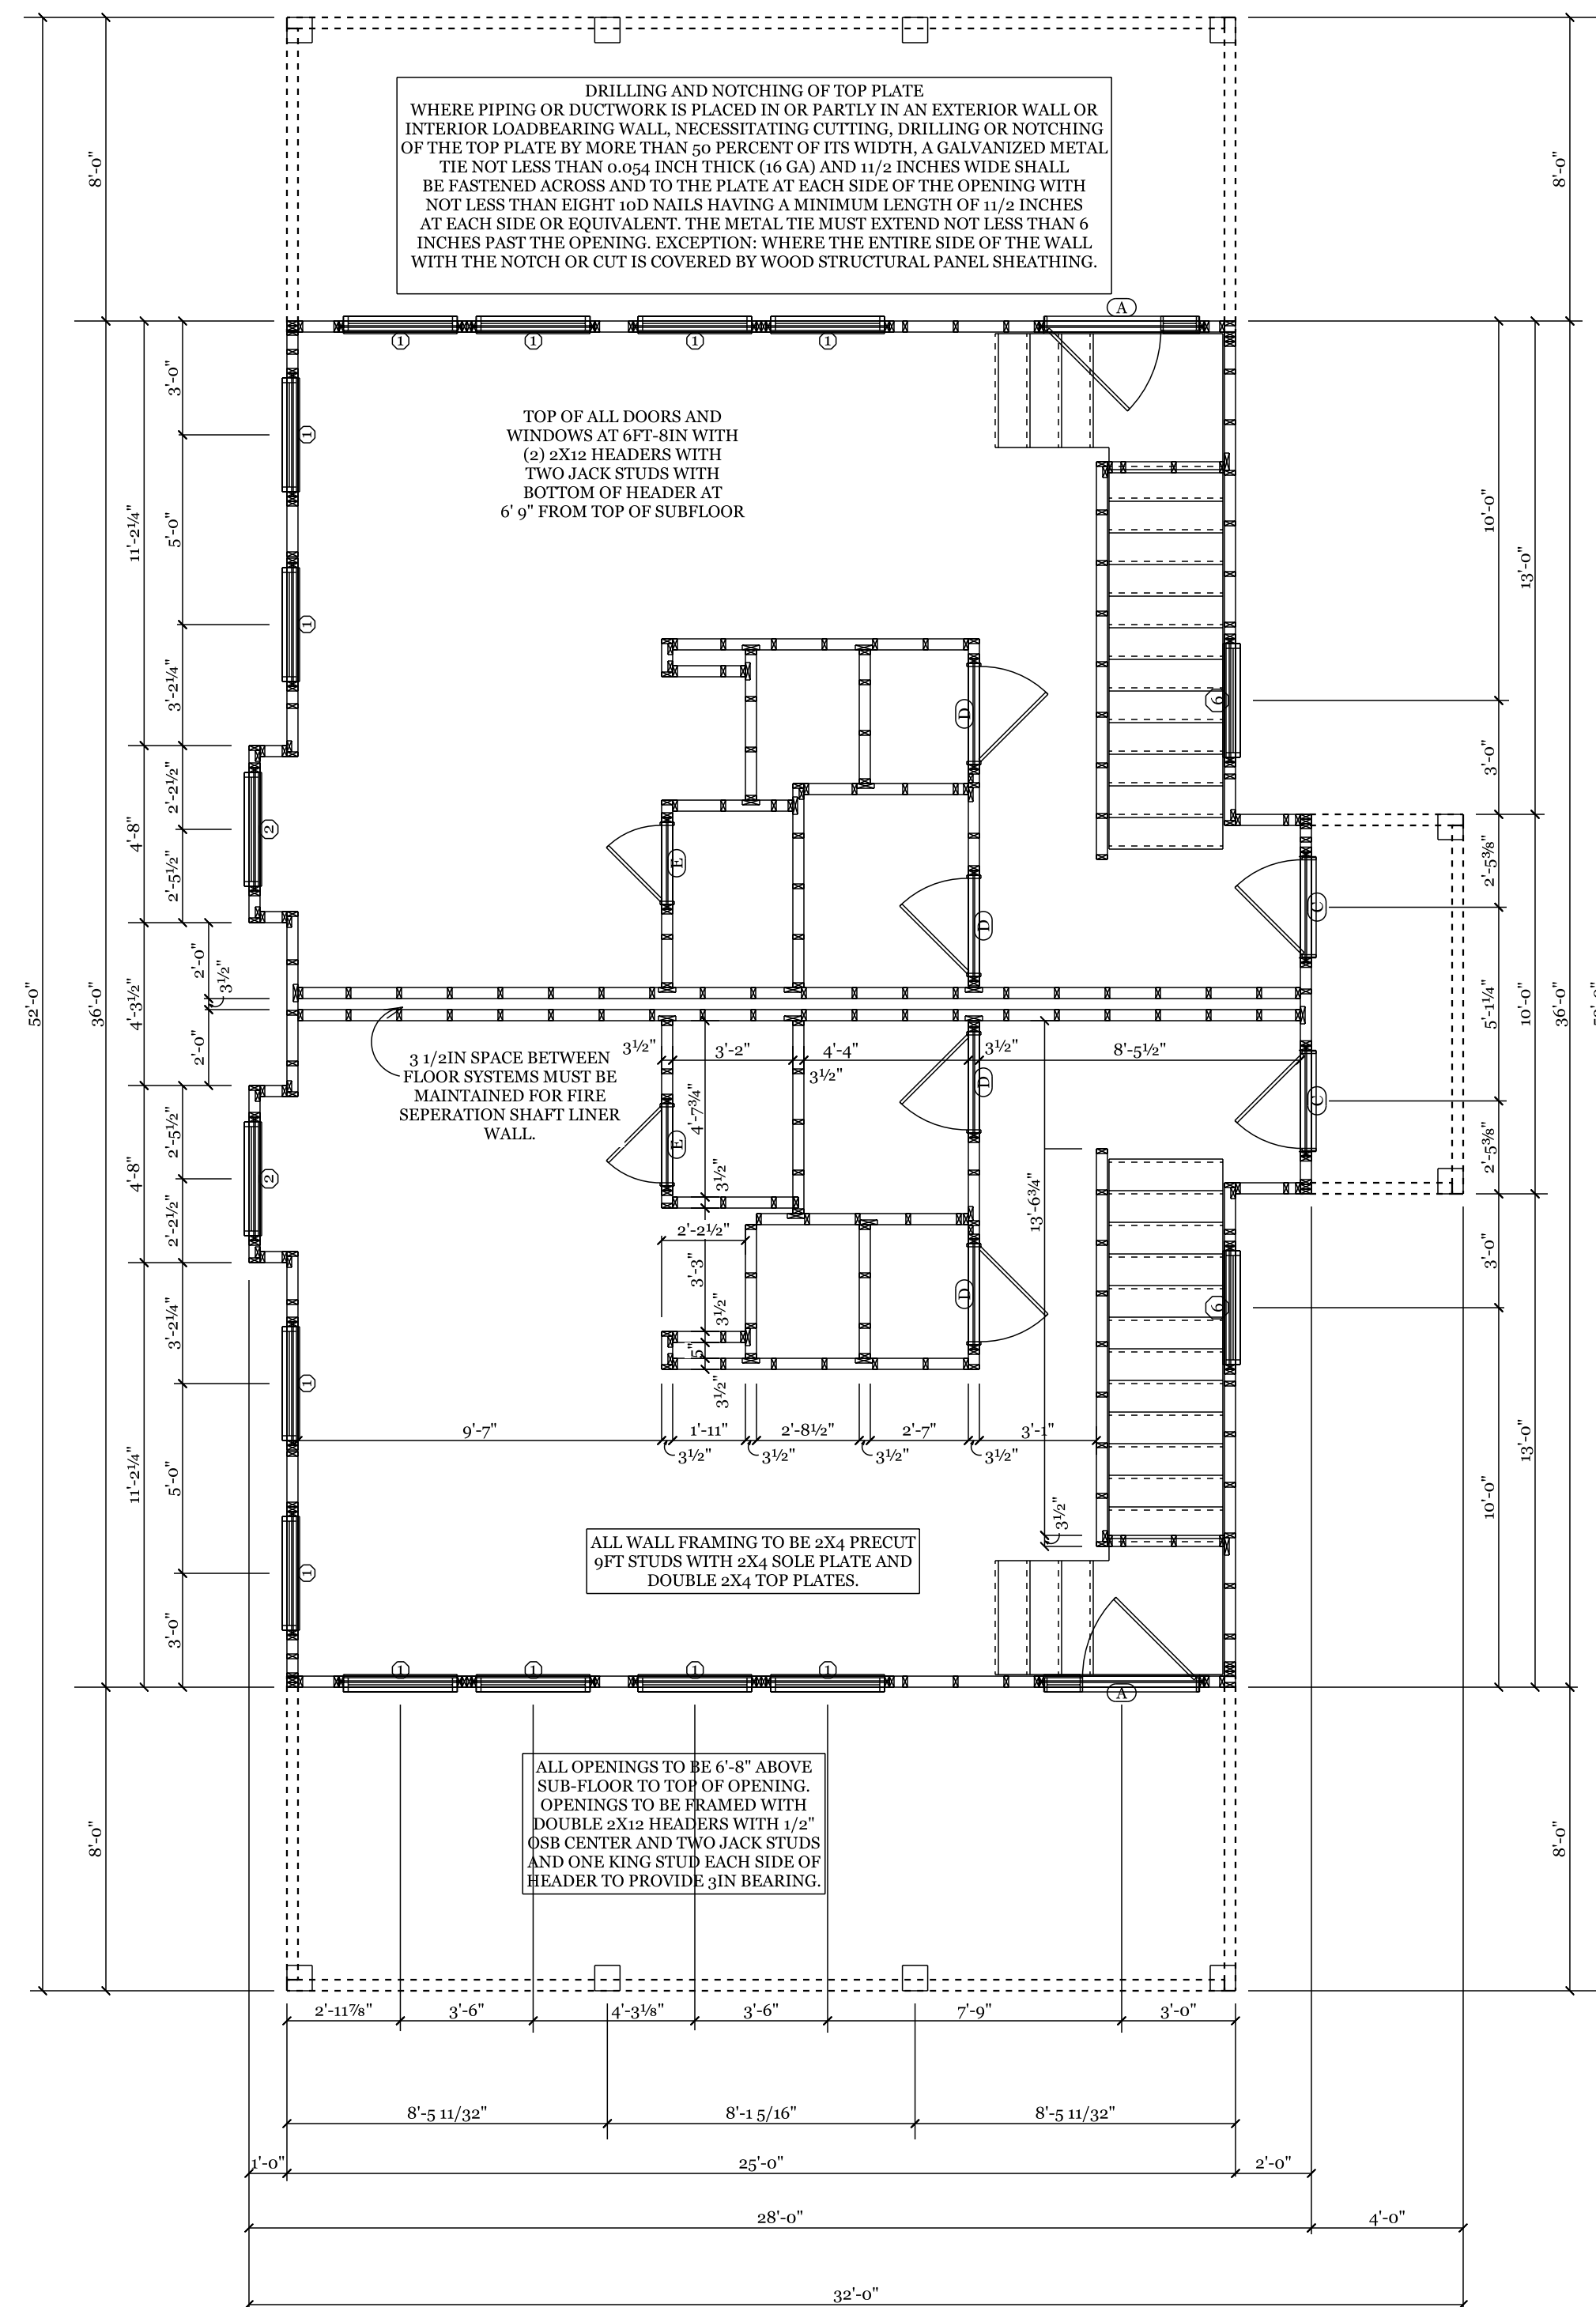 DRILLING AND NOTCHING OF TOP PLATE
WHERE PIPING OR DUCTWORK IS PLACED IN OR PARTLY IN AN EXTERIOR WALL OR
INTERIOR LOADBEARING WALL, NECESSITATING CUTTING, DRILLING OR NOTCHING
OF THE TOP PLATE BY MORE THAN 50 PERCENT OF ITS WIDTH, A GALVANIZED METAL
TIE NOT LESS THAN 0.054 INCH THICK (16 GA) AND 11/2 INCHES WIDE SHALL
BE FASTENED ACROSS AND TO THE PLATE AT EACH SIDE OF THE OPENING WITH
NOT LESS THAN EIGHT 10D NAILS HAVING A MINIMUM LENGTH OF 11/2 INCHES
AT EACH SIDE OR EQUIVALENT. THE METAL TIE MUST EXTEND NOT LESS THAN 6
INCHES PAST THE OPENING. EXCEPTION: WHERE THE ENTIRE SIDE OF THE WALL
WITH THE NOTCH OR CUT IS COVERED BY WOOD STRUCTURAL PANEL SHEATHING.
8'-0"
8'-0"
A
1
1
1
1
TOP OF ALL DOORS AND
WINDOWS AT 6FT-8IN WITH
(2) 2X12 HEADERS WITH
TWO JACK STUDS WITH
BOTTOM OF HEADER AT
6' 9" FROM TOP OF SUBFLOOR
52'-0"
36'-0"
11'-2¼"
4'-8"
4'-3½"
4'-8"
11'-2¼"
3'-0"
5'-0"
3'-2¼"
2'-2½"
2'-5½"
2'-0"
3½"
2'-0"
2'-5½"
2'-2½"
3'-2¼"
5'-0"
3'-0"
1
1
2
2
1
1
D
E
D
6
C
10'-0"
3'-0"
2'-5⅜"
5'-1¼"
2'-5⅜"
3'-0"
10'-0"
13'-0"
10'-0"
13'-0"
36'-0"
3 1/2IN SPACE BETWEEN
FLOOR SYSTEMS MUST BE
MAINTAINED FOR FIRE
SEPERATION SHAFT LINER
WALL.
3½"
3'-2"
4'-4"
3½"
8'-5½"
3½"
D
C
E
4'-7¾"
3½"
13'-6¾"
2'-2½"
3'-3"
D
6
3½"
5"
3½"
9'-7"
1'-11"
2'-8½"
2'-7"
3'-1"
3½"
3½"
3½"
3½"
3½"
ALL WALL FRAMING TO BE 2X4 PRECUT
9FT STUDS WITH 2X4 SOLE PLATE AND
DOUBLE 2X4 TOP PLATES.
1
1
1
1
A
8'-0"
8'-0"
ALL OPENINGS TO BE 6'-8" ABOVE
SUB-FLOOR TO TOP OF OPENING.
OPENINGS TO BE FRAMED WITH
DOUBLE 2X12 HEADERS WITH 1/2"
OSB CENTER AND TWO JACK STUDS
AND ONE KING STUD EACH SIDE OF
HEADER TO PROVIDE 3IN BEARING.
2'-11⅞"
3'-6"
4'-3⅛"
3'-6"
7'-9"
3'-0"
8'-5 11/32"
8'-1 5/16"
8'-5 11/32"
1'-0"
25'-0"
2'-0"
28'-0"
4'-0"
32'-0"